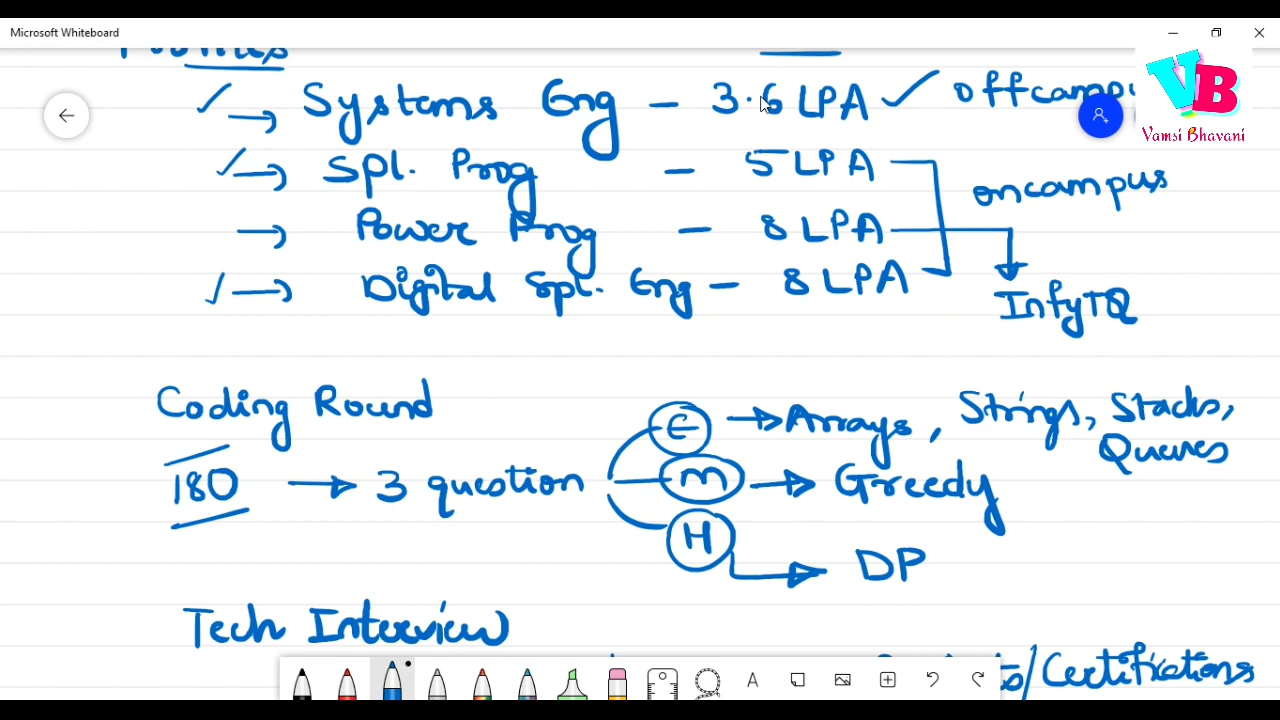 Microsoft Whiteboard
Systems Eng - 3.6 LPA ✓ offcampus
Spl. Prog - 5 LPA
oncampus
Power Prog - 8 LPA
Digital Spl. Eng - 8 LPA
InfyTQ
VB
Vamsi Bhavani
Coding Round
180 → 3 question
E → Arrays, Strings, Stacks,
Queues
M → Greedy
H → DP
Tech Interview
/Certifications
A